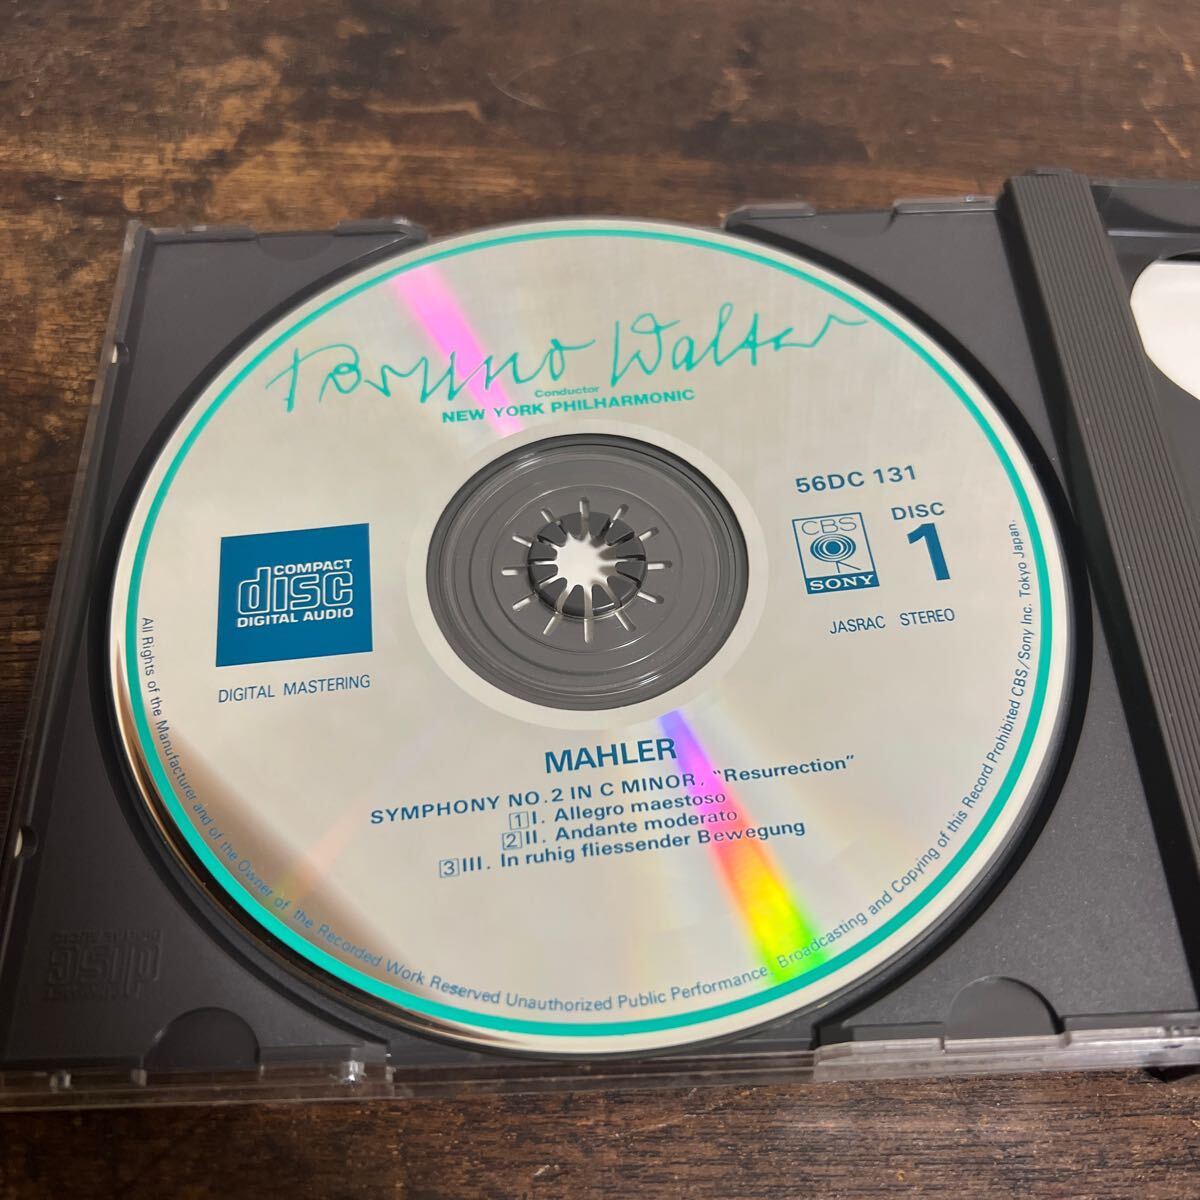 Bruno Walter
Conductor
NEW YORK PHILHARMONIC
56DC 131
CBS
SONY
DISC
1
JASRAC STEREO
COMPACT
disc
DIGITAL AUDIO
DIGITAL MASTERING
MAHLER
SYMPHONY NO.2 IN C MINOR, "Resurrection"
1 I. Allegro maestoso
2 II. Andante moderato
3 III. In ruhig fliessender Bewegung
All Rights of the Manufacturer and of the Owner of the Recorded Work Reserved Unauthorized Public Performance. Broadcasting and Copying of this Record Prohibited CBS/Sony Inc. Tokyo Japan.